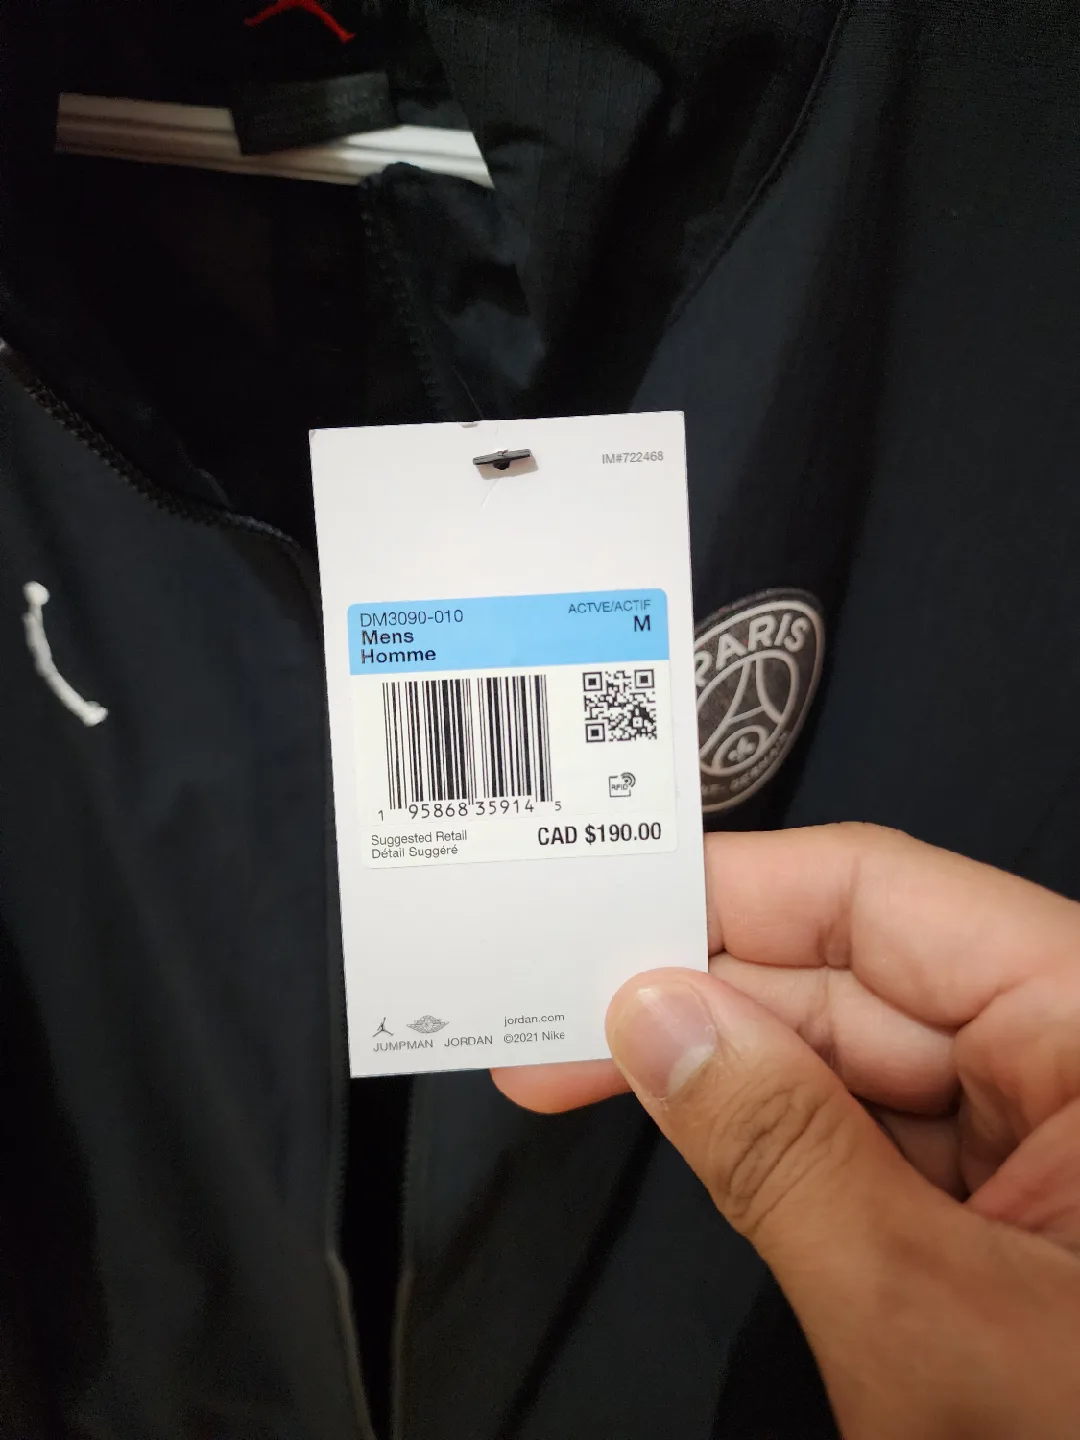 IM#722468
DM3090-010 ACTVE/ACTIF
Mens M
Homme
1 95868 35914 5
RFID
Suggested Retail CAD $190.00
Détail Suggéré
jordan.com
JUMPMAN JORDAN ©2021 Nike
PARIS